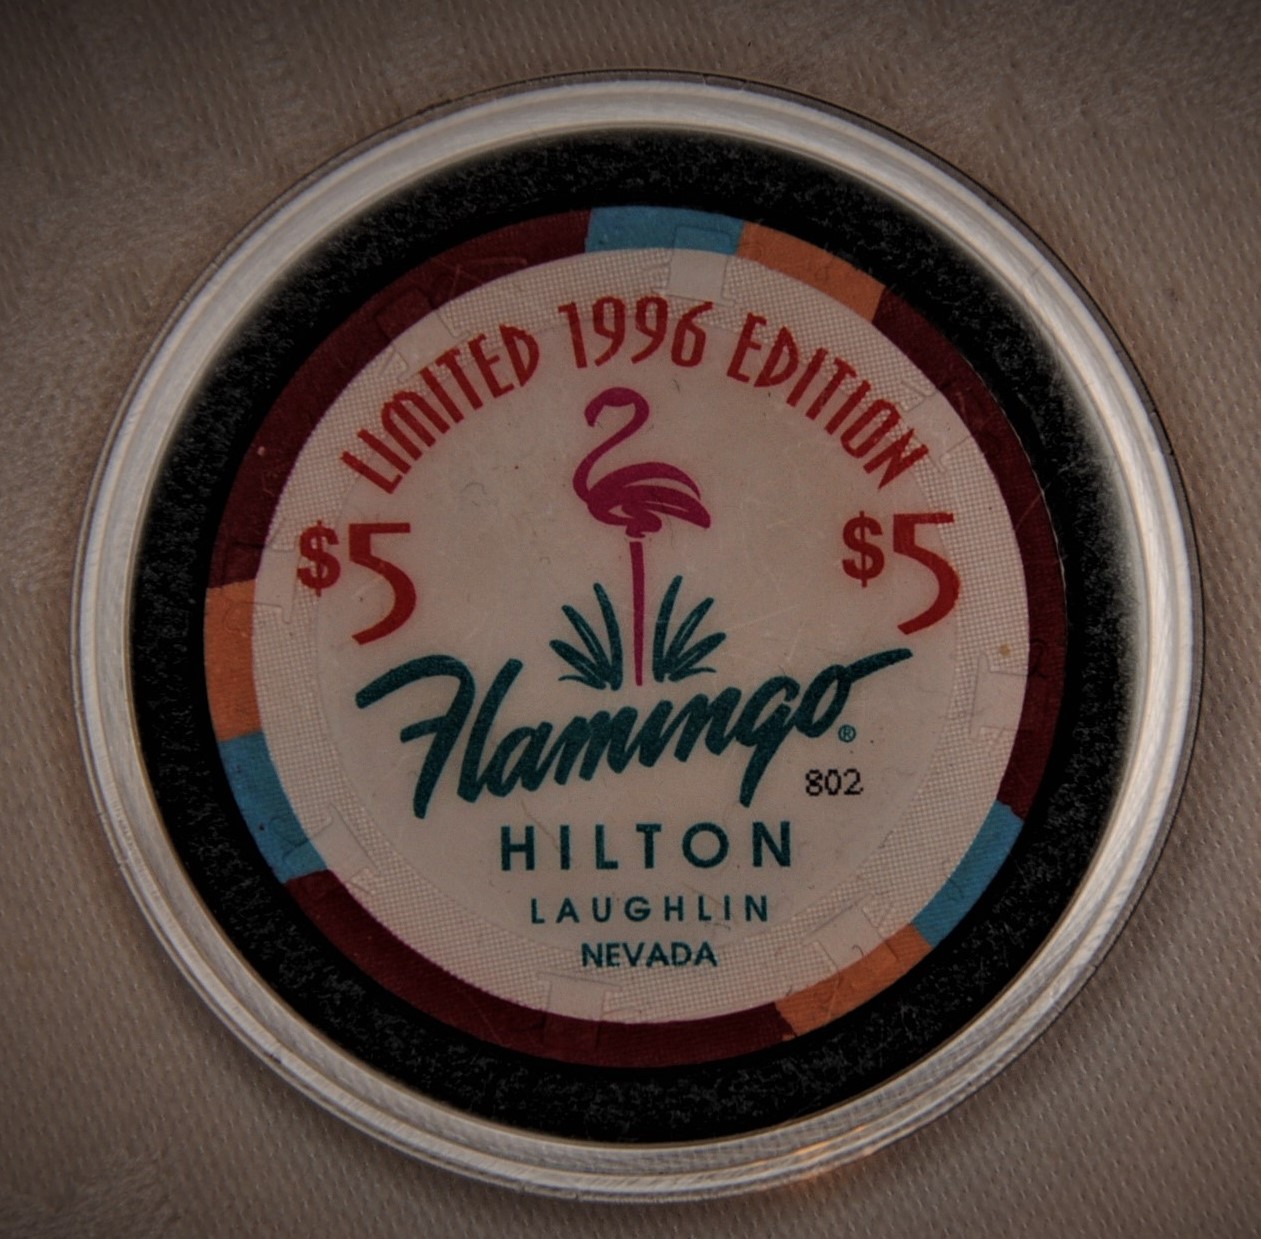 LIMITED 1996 EDITION
$5 $5
Flamingo®
802
HILTON
LAUGHLIN
NEVADA